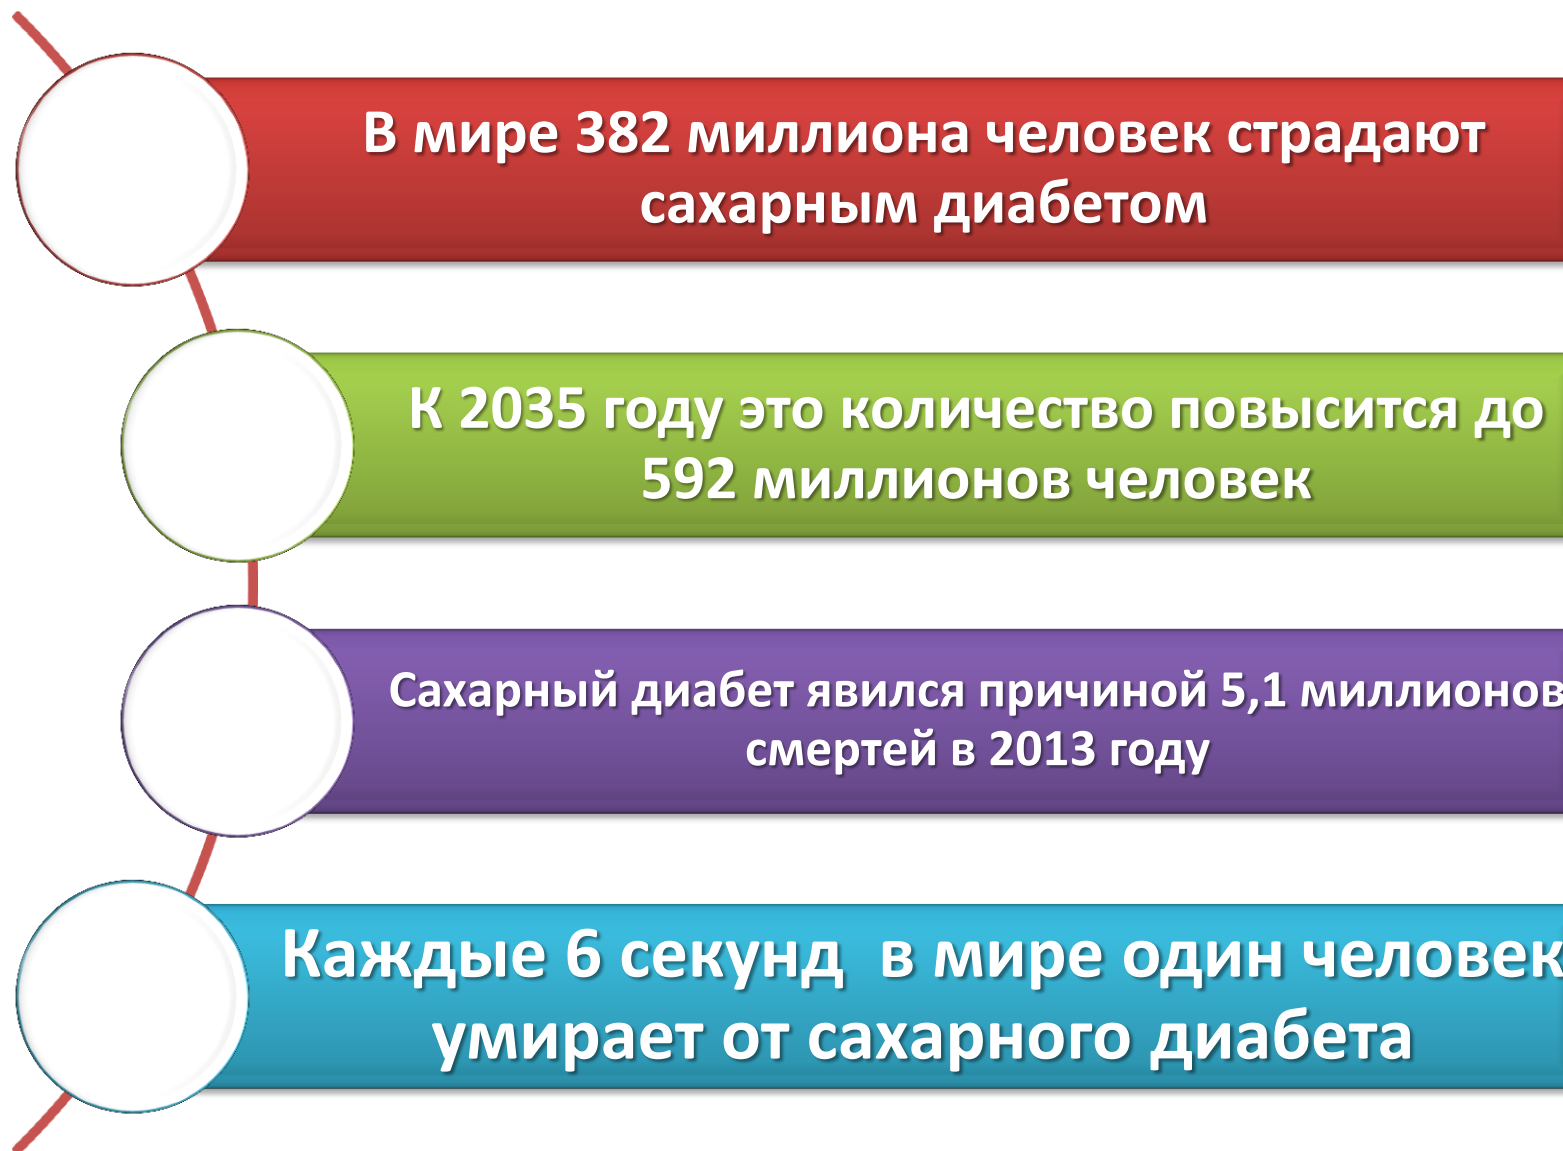 В мире 382 миллиона человек страдают
сахарным диабетом
К 2035 году это количество повысится до
592 миллионов человек
Сахарный диабет явился причиной 5,1 миллионов
смертей в 2013 году
Каждые 6 секунд  в мире один человек
умирает от сахарного диабета